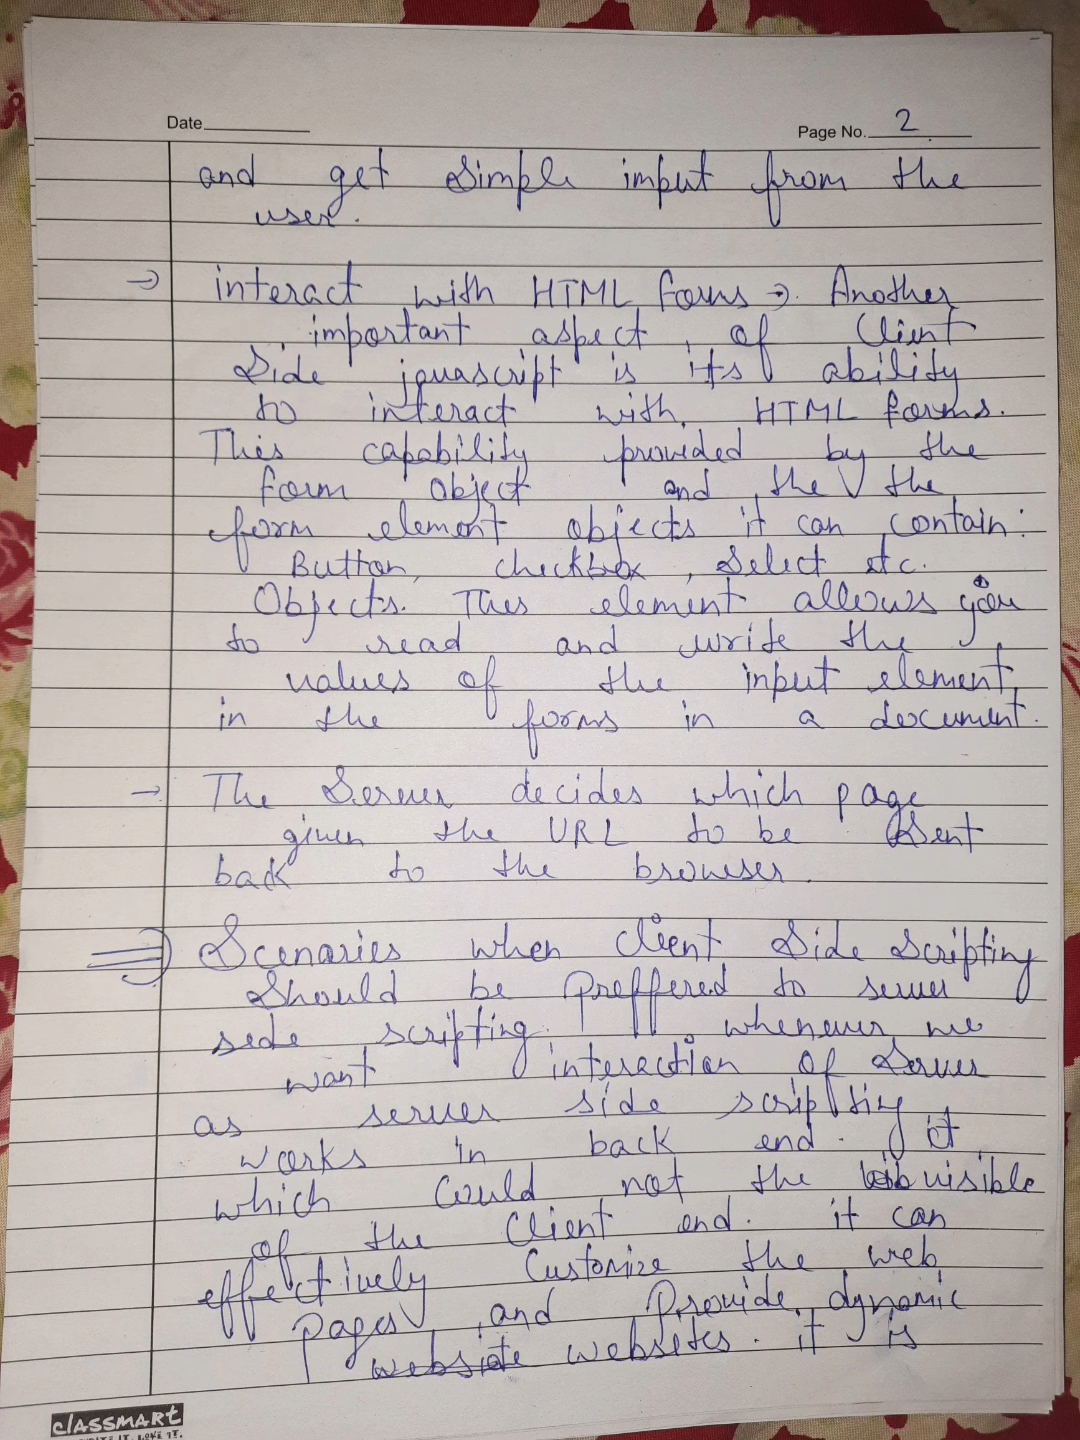 Date
Page No. 2
and get simple imput from the
user.
→ interact with HTML forms → Another
important aspect of Client
Side javascript is its ability
to interact with HTML forms.
This capability provided by the
form object and the the
form element objects it can contain:
Button, checkbox, Select etc.
Objects. This element allows you
to read and write the
values of the input element
in the forms in a document.
→ The Server decides which page
given the URL to be sent
back to the browser.
⇒ Scenaries when client Side Scripting
Should be preffered to server
side scripting. whenever we
want interaction of Server
as server side scripting
works in back end. it
which could not the visible
of the Client end. it can
effectively Customize the web
pages and Provide dynamic
website websites. it is
cLASSMARt